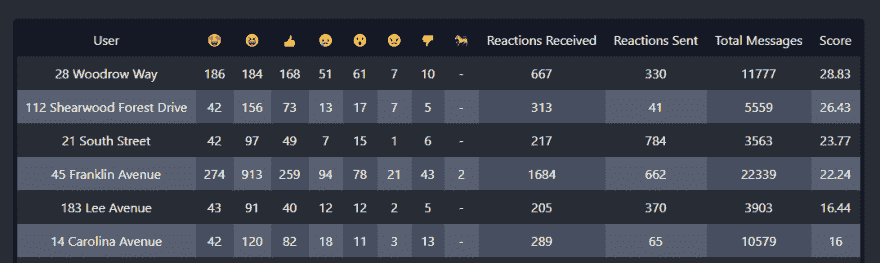 User 🤩 😀 👍 😢 😮 😠 👎 🐎 Reactions Received Reactions Sent Total Messages Score
28 Woodrow Way 186 184 168 51 61 7 10 - 667 330 11777 28.83
112 Shearwood Forest Drive 42 156 73 13 17 7 5 - 313 41 5559 26.43
21 South Street 42 97 49 7 15 1 6 - 217 784 3563 23.77
45 Franklin Avenue 274 913 259 94 78 21 43 2 1684 662 22339 22.24
183 Lee Avenue 43 91 40 12 12 2 5 - 205 370 3903 16.44
14 Carolina Avenue 42 120 82 18 11 3 13 - 289 65 10579 16